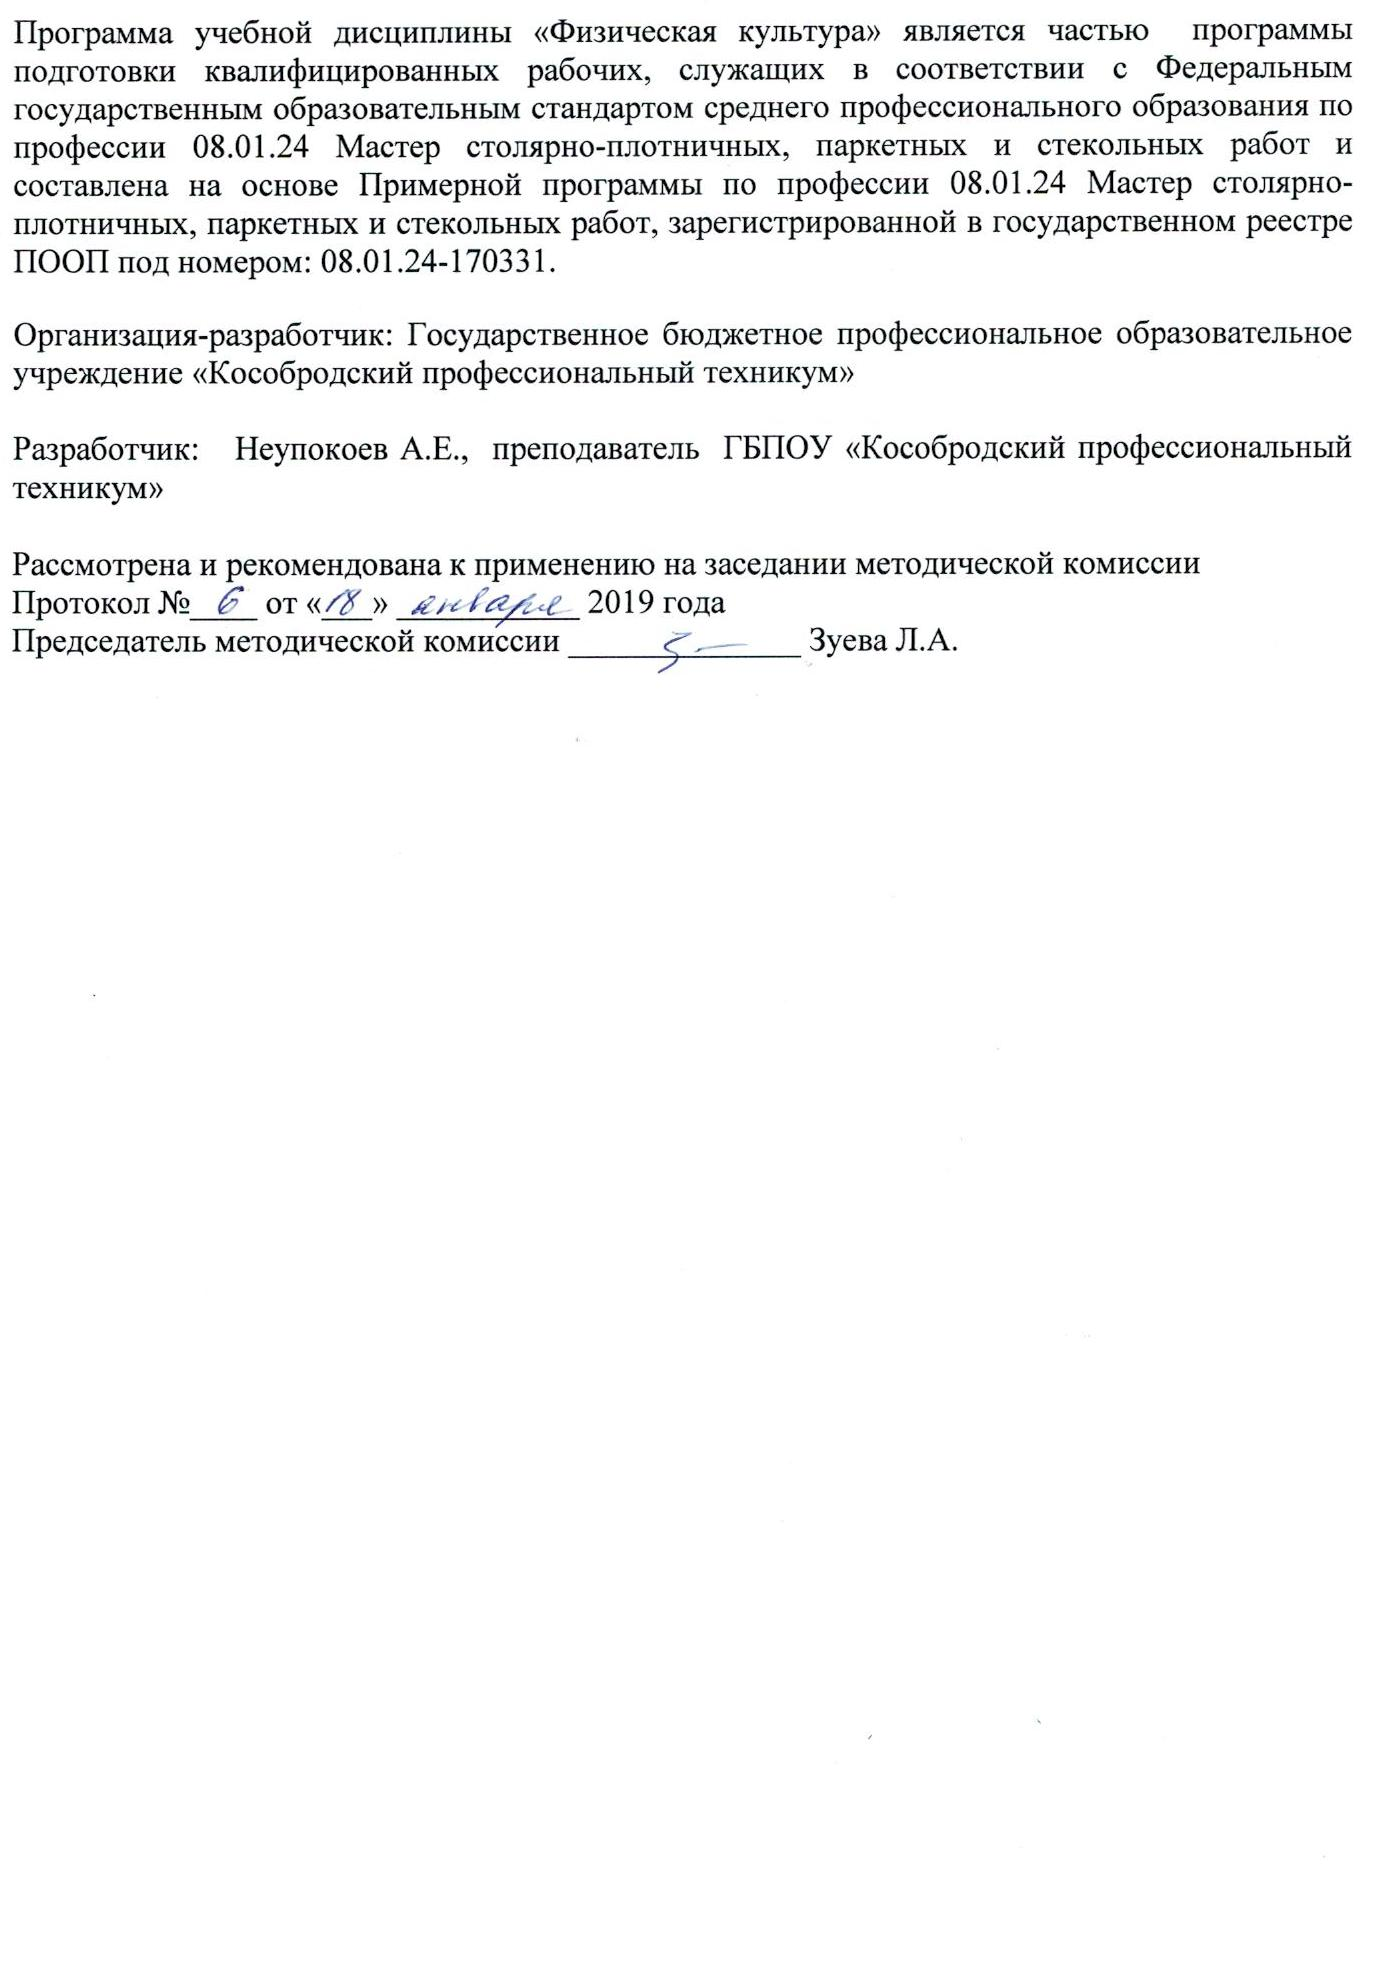 Программа учебной дисциплины «Физическая культура» является частью программы
подготовки квалифицированных рабочих, служащих в соответствии с Федеральным
государственным образовательным стандартом среднего профессионального образования по
профессии 08.01.24 Мастер столярно-плотничных, паркетных и стекольных работ и
составлена на основе Примерной программы по профессии 08.01.24 Мастер столярно-
плотничных, паркетных и стекольных работ, зарегистрированной в государственном реестре
ПООП под номером: 08.01.24-170331.
Организация-разработчик: Государственное бюджетное профессиональное образовательное
учреждение «Кособродский профессиональный техникум»
Разработчик: Неупокоев А.Е., преподаватель ГБПОУ «Кособродский профессиональный
техникум»
Рассмотрена и рекомендована к применению на заседании методической комиссии
Протокол № 6 от «18» января 2019 года
Председатель методической комиссии ______________ Зуева Л.А.